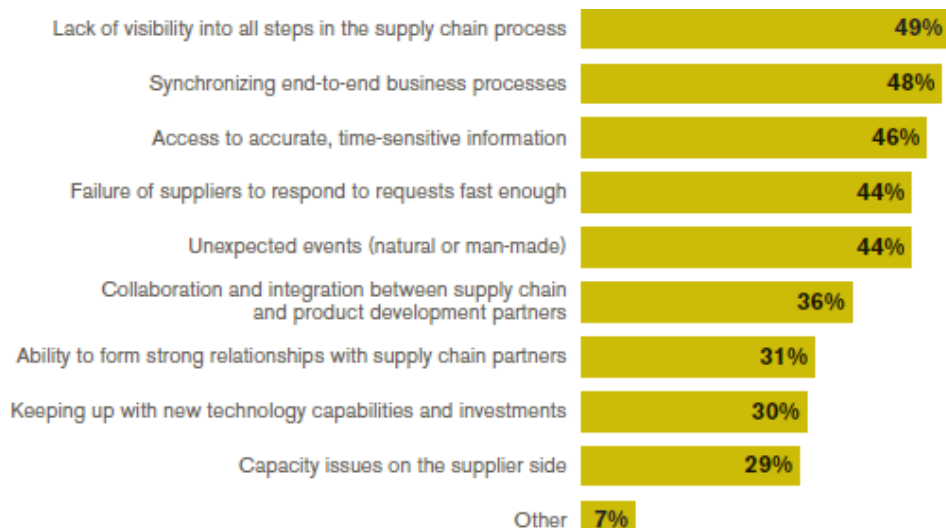 Lack of visibility into all steps in the supply chain process 49%
Synchronizing end-to-end business processes 48%
Access to accurate, time-sensitive information 46%
Failure of suppliers to respond to requests fast enough 44%
Unexpected events (natural or man-made) 44%
Collaboration and integration between supply chain
and product development partners 36%
Ability to form strong relationships with supply chain partners 31%
Keeping up with new technology capabilities and investments 30%
Capacity issues on the supplier side 29%
Other 7%